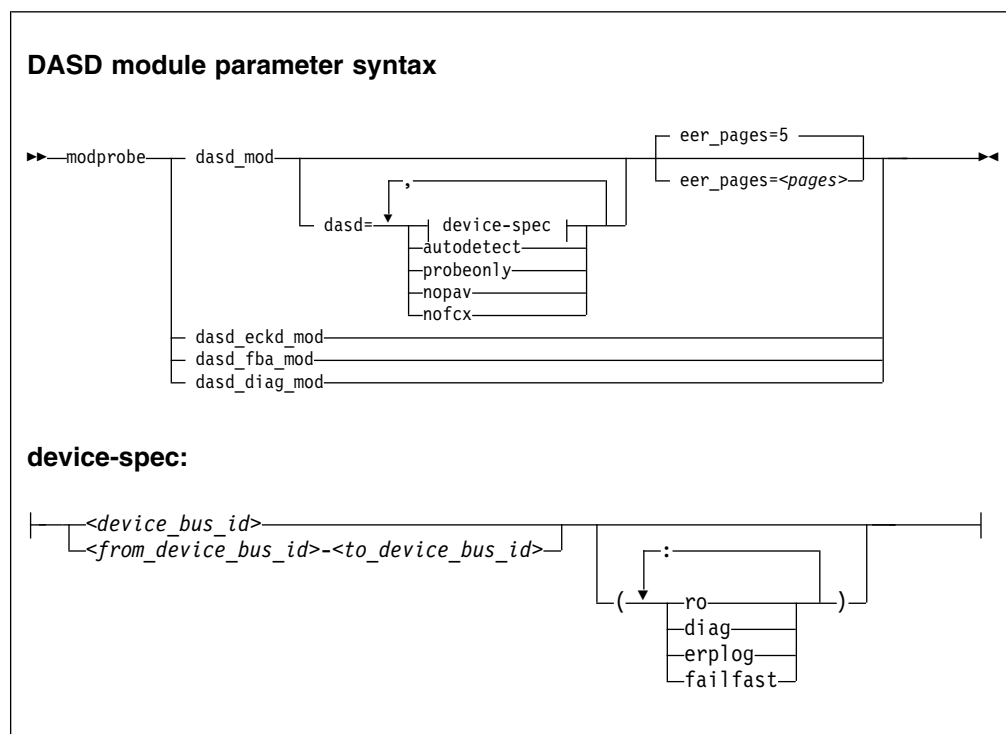 DASD module parameter syntax
eer_pages=5
modprobe dasd_mod
eer_pages=<pages>
,
dasd= device-spec
autodetect
probeonly
nopav
nofcx
dasd_eckd_mod
dasd_fba_mod
dasd_diag_mod
device-spec:
<device_bus_id>
<from_device_bus_id>-<to_device_bus_id>
:
( ro )
diag
erplog
failfast